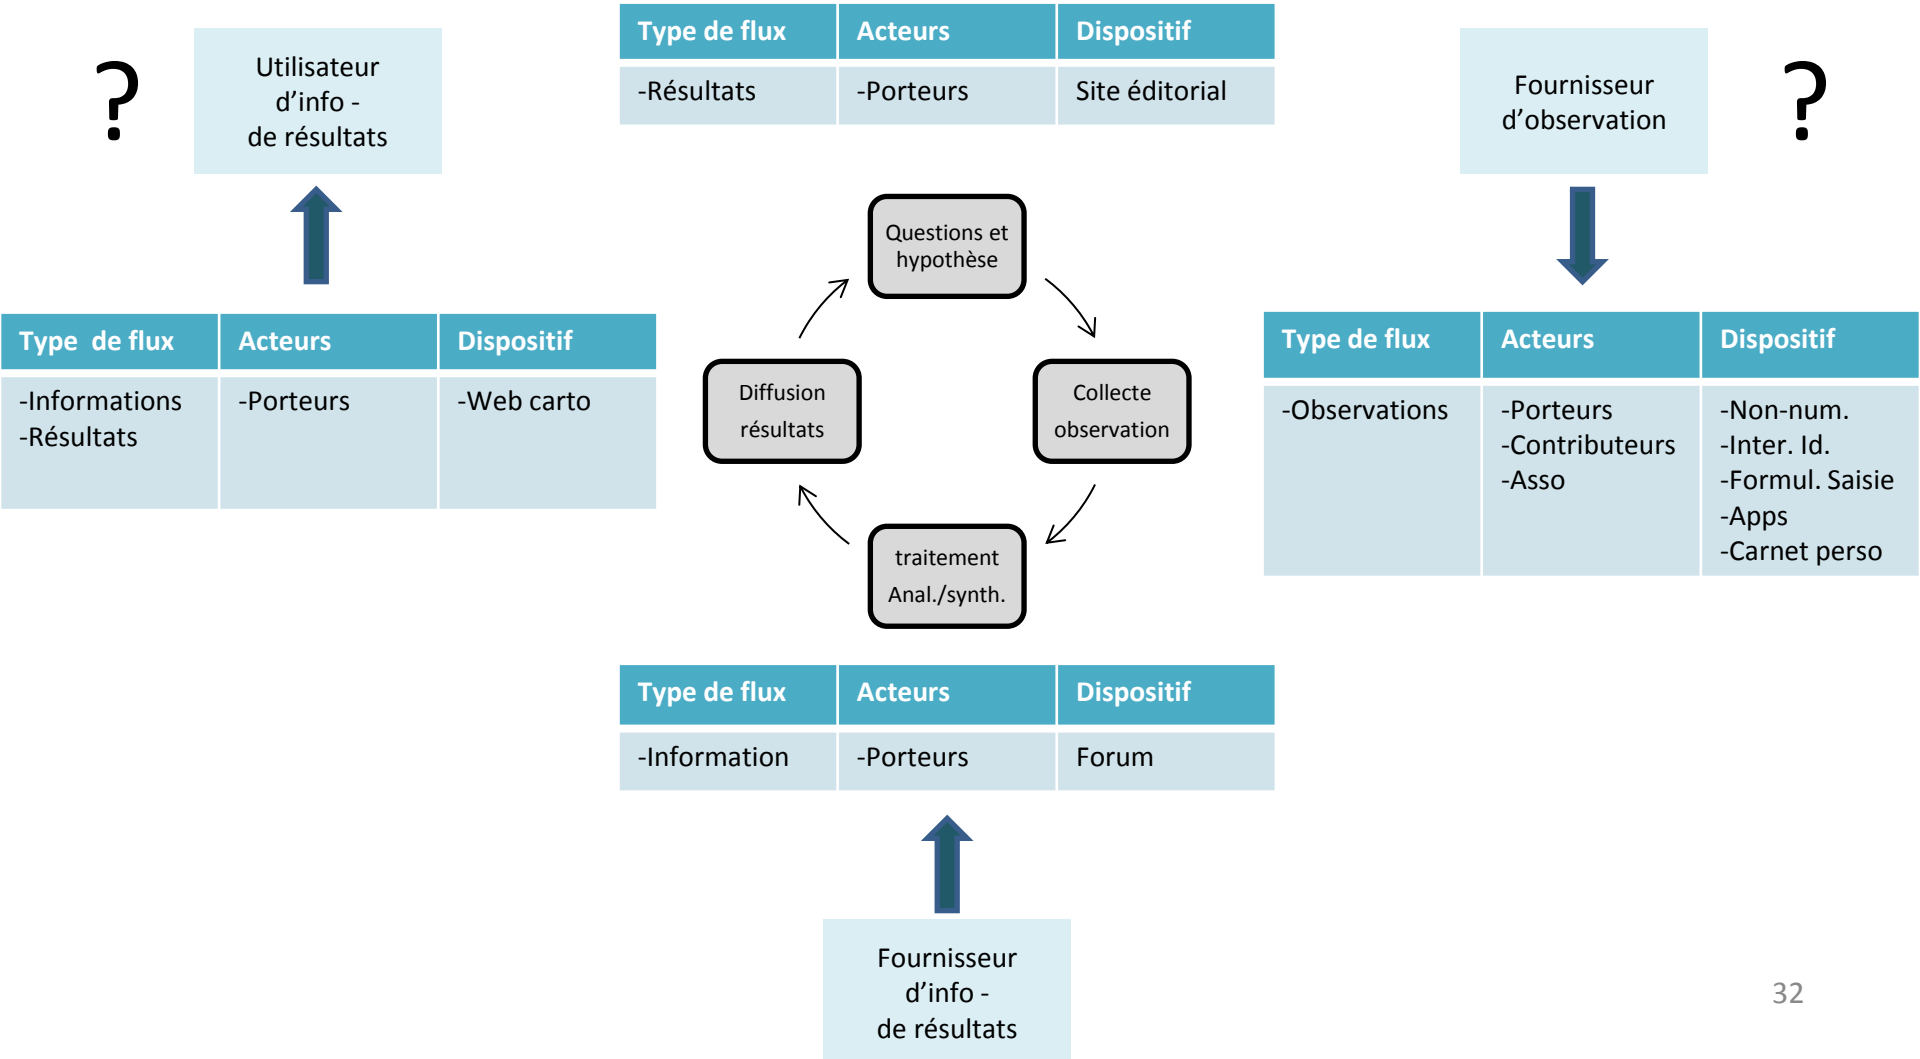 Type de flux Acteurs Dispositif
-Résultats -Porteurs Site éditorial
?
Utilisateur
d’info -
de résultats
Fournisseur
d’observation
?
Questions et
hypothèse
Type  de flux Acteurs Dispositif
-Informations -Porteurs -Web carto
-Résultats
Diffusion
résultats
Collecte
observation
Type de flux Acteurs Dispositif
-Observations -Porteurs -Non-num.
-Contributeurs -Inter. Id.
-Asso -Formul. Saisie
-Apps
-Carnet perso
traitement
Anal./synth.
Type de flux Acteurs Dispositif
-Information -Porteurs Forum
Fournisseur
d’info -
de résultats
32